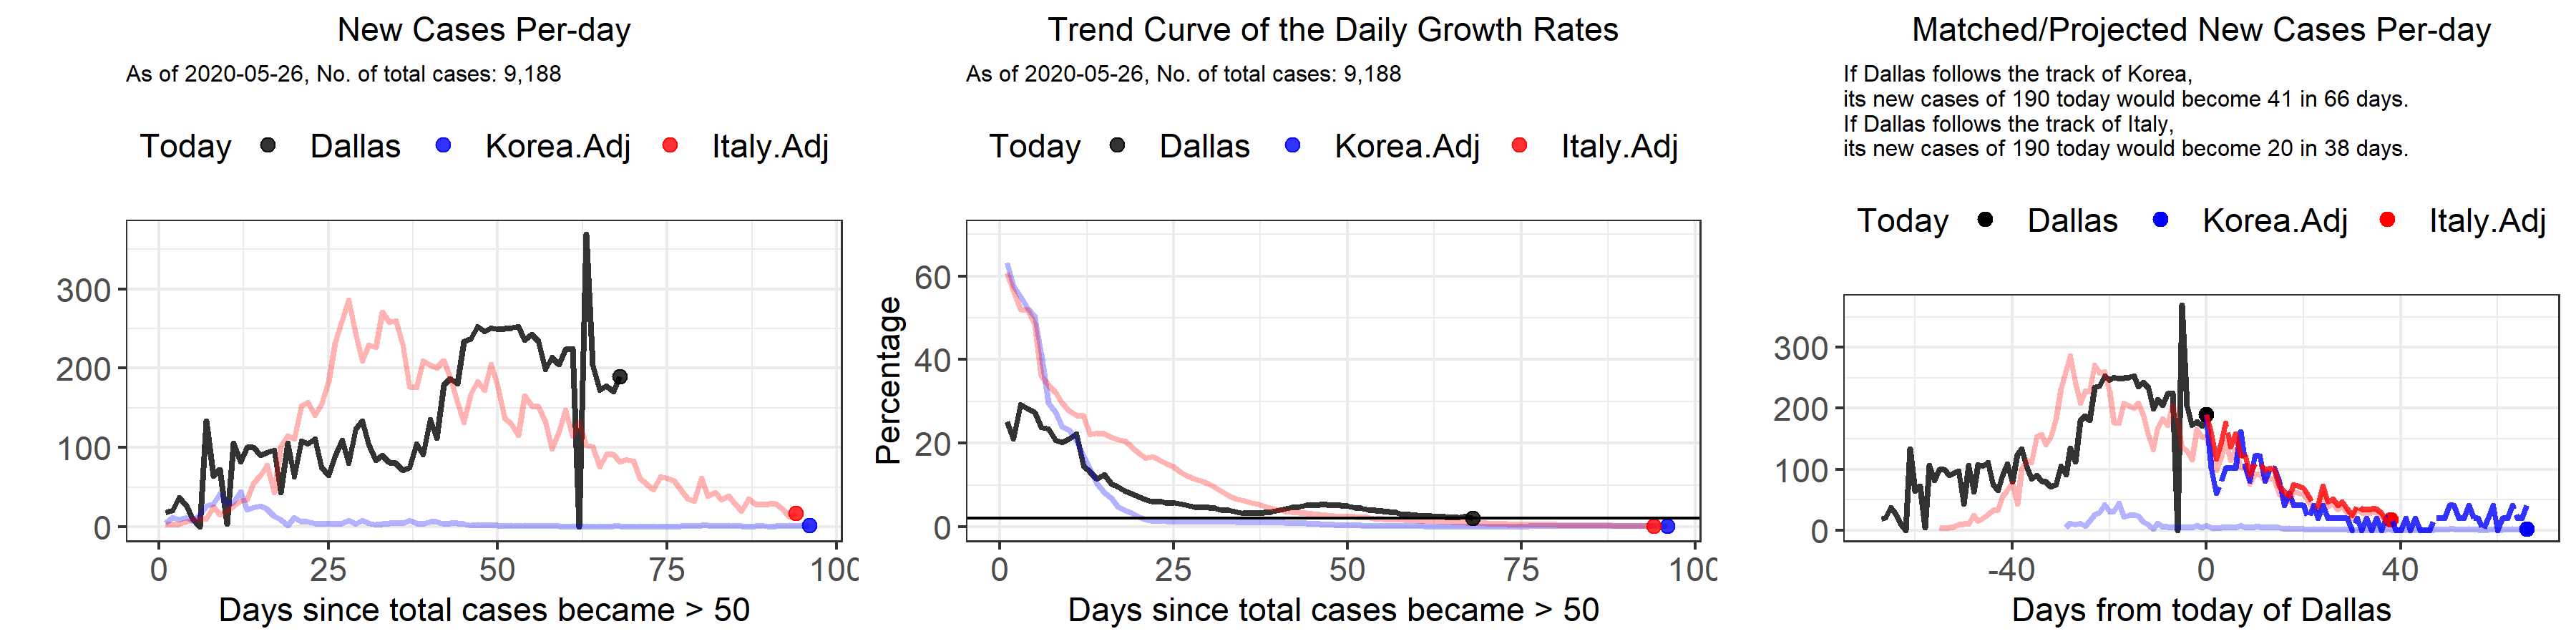 New Cases Per-day
As of 2020-05-26, No. of total cases: 9,188
Today Dallas Korea.Adj Italy.Adj
300
200
100
0
0 25 50 75 100
Days since total cases became > 50
Trend Curve of the Daily Growth Rates
As of 2020-05-26, No. of total cases: 9,188
Today Dallas Korea.Adj Italy.Adj
Percentage
60
40
20
0
0 25 50 75 100
Days since total cases became > 50
Matched/Projected New Cases Per-day
If Dallas follows the track of Korea,
its new cases of 190 today would become 41 in 66 days.
If Dallas follows the track of Italy,
its new cases of 190 today would become 20 in 38 days.
Today Dallas Korea.Adj Italy.Adj
300
200
100
0
-40 0 40
Days from today of Dallas